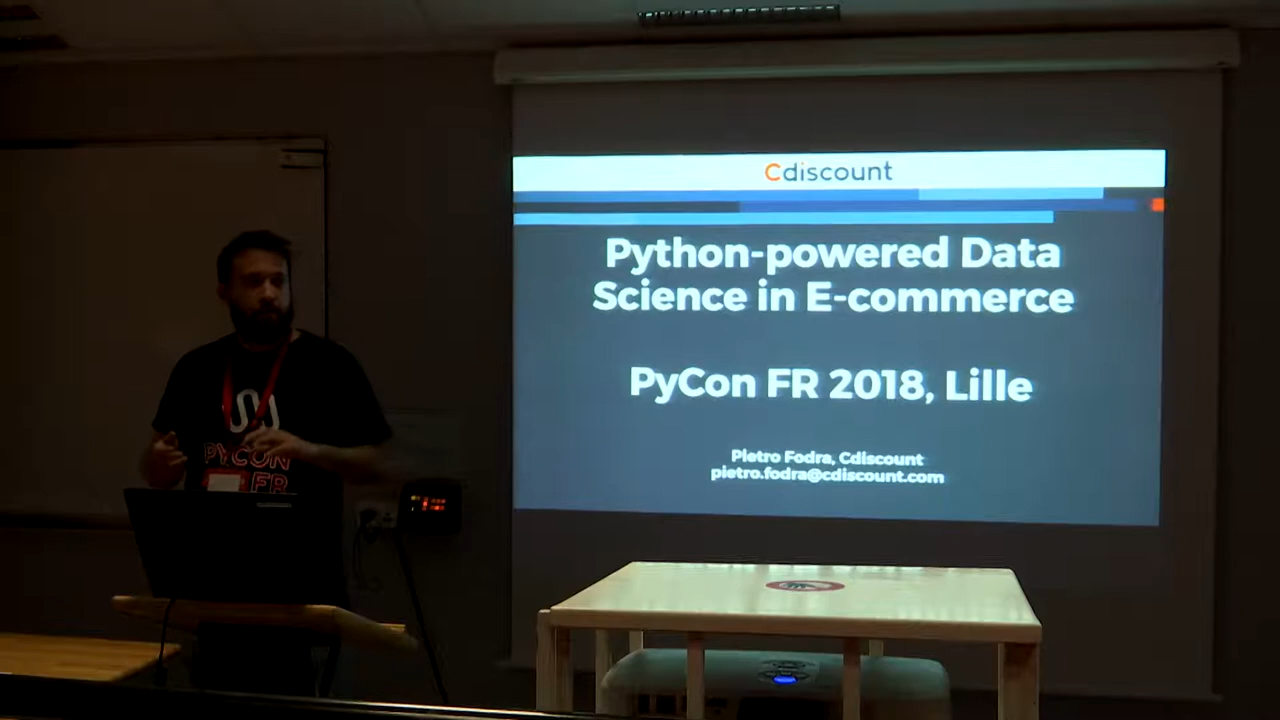 Cdiscount
Python-powered Data
Science in E-commerce
PyCon FR 2018, Lille
Pietro Fodra, Cdiscount
pietro.fodra@cdiscount.com
PYCON
FR